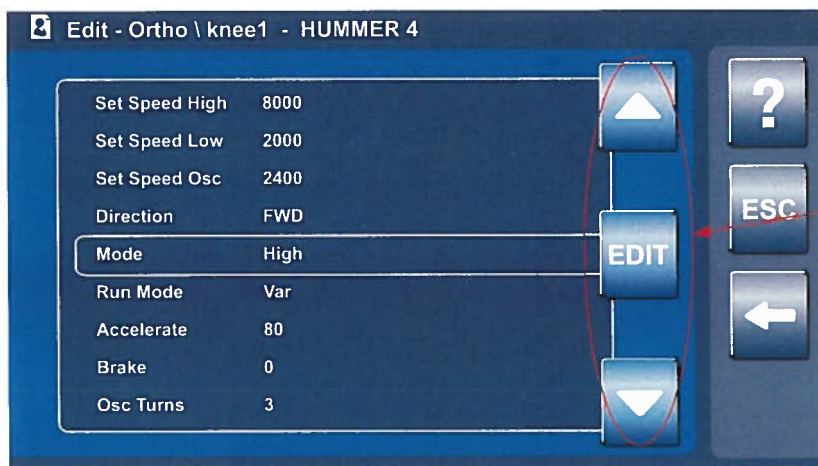 Edit - Ortho \ knee1 - HUMMER 4
Set Speed High 8000
Set Speed Low 2000
Set Speed Osc 2400
Direction FWD
Mode High
Run Mode Var
Accelerate 80
Brake 0
Osc Turns 3
EDIT
?
ESC